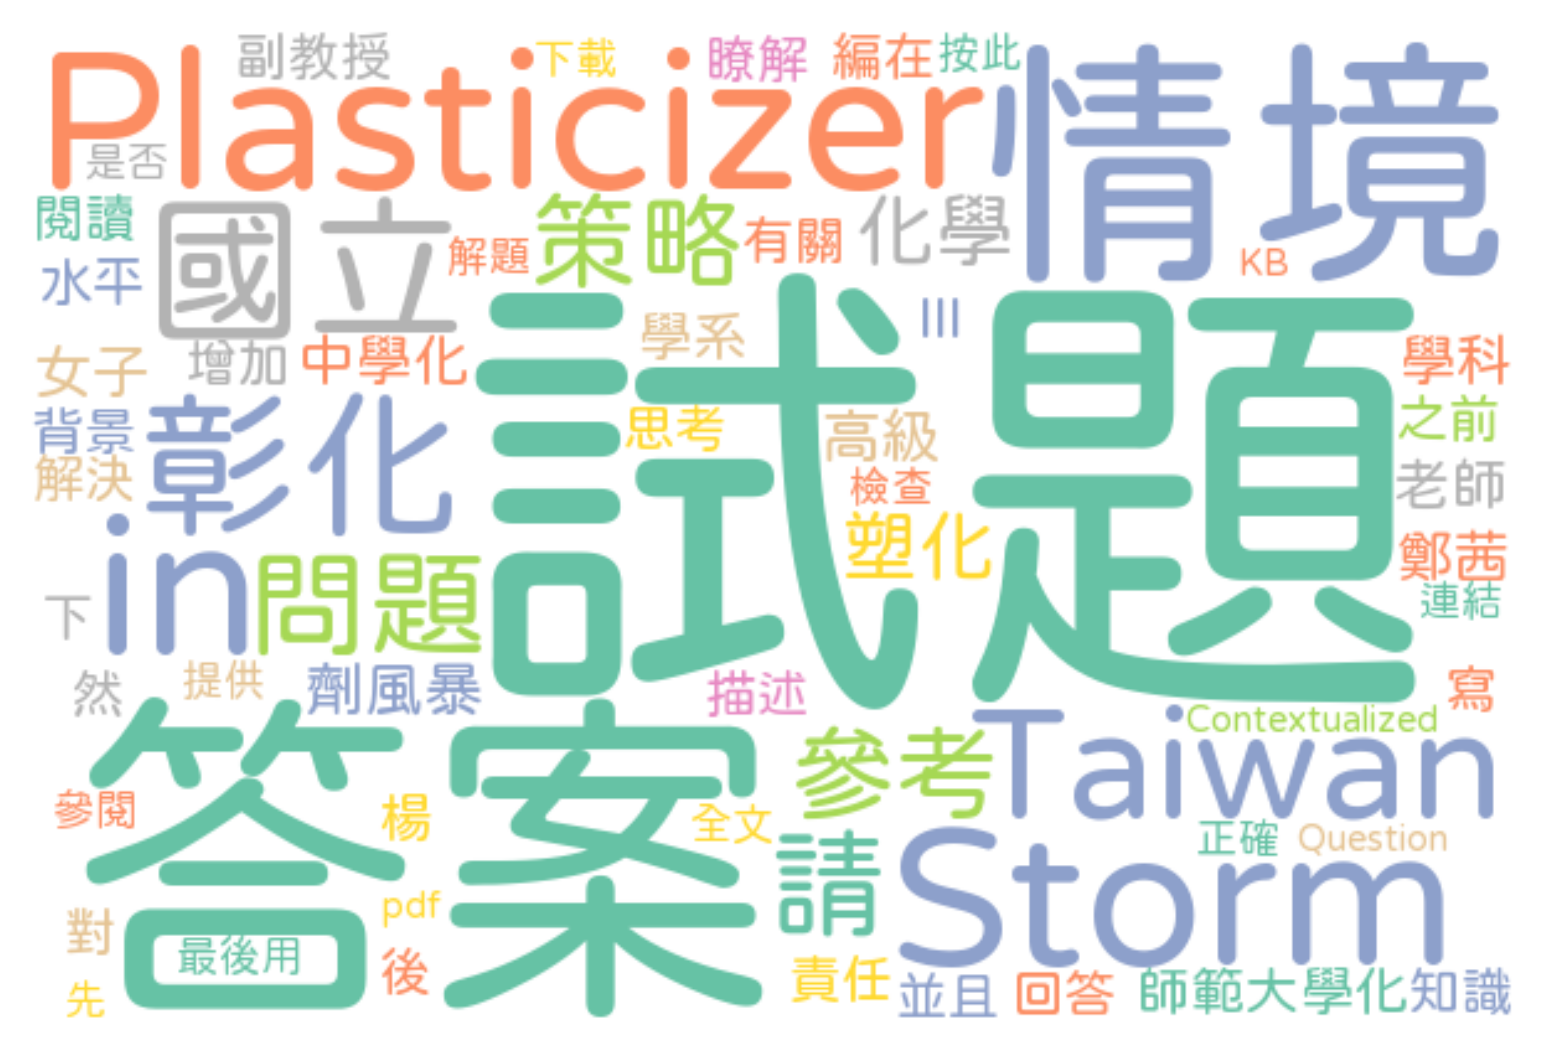 副教授 下載 瞭解 編在 按此
Plasticizer 情境
是否
閱讀 國立 解題 策略 有關 化學 KB
水平
學系 III
女子 增加 中學化 試題 學科
背景 彰化 思考 高級 之前
解決 檢查 老師
in 問題 塑化 鄭茜
下 連結
然 提供 劑風暴 描述 寫
答案 參考 Taiwan Contextualized
參閱 楊 全文 正確 Question
請 Storm
對 pdf
最後用 後 責任 並且 回答 師範大學化 知識
先